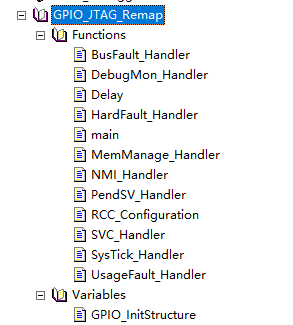 GPIO_JTAG_Remap
Functions
BusFault_Handler
DebugMon_Handler
Delay
HardFault_Handler
main
MemManage_Handler
NMI_Handler
PendSV_Handler
RCC_Configuration
SVC_Handler
SysTick_Handler
UsageFault_Handler
Variables
GPIO_InitStructure